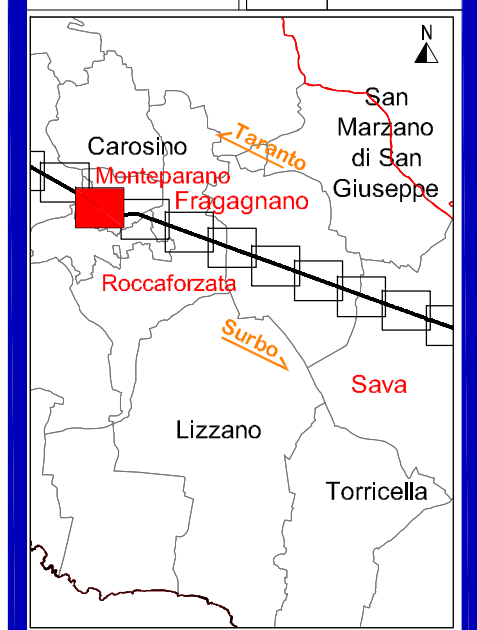 N
San
Marzano
di San
Giuseppe
Taranto
Carosino
Monteparano
Fragagnano
Roccaforzata
Surbo
Sava
Lizzano
Torricella